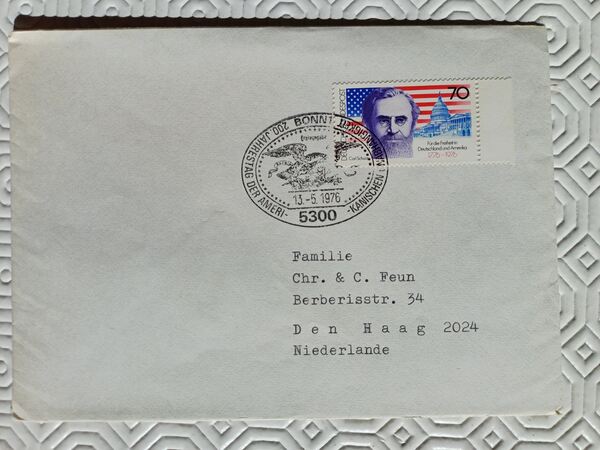 70
Für die Freiheit in
Deutschland und Amerika
1776-1976
Carl Schurz
200. JAHRESTAG DER AMERI-
KANISCHEN UNABHÄNGIGKEIT
BONN 1
Erstausgabe
13.-5. 1976
5300
Familie
Chr. & C. Feun
Berberisstr. 34
Den Haag 2024
Niederlande